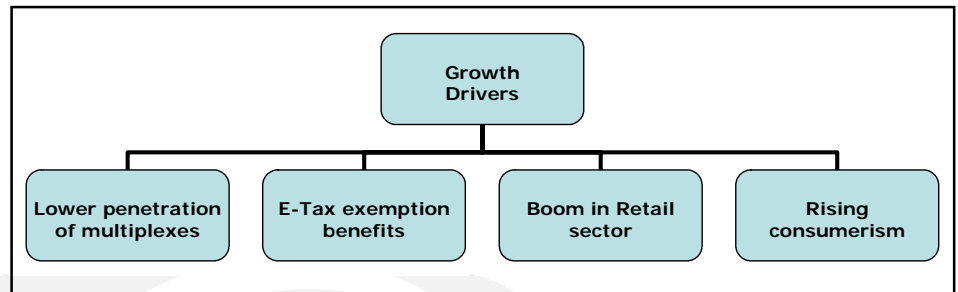 Growth
Drivers
Lower penetration
of multiplexes
E-Tax exemption
benefits
Boom in Retail
sector
Rising
consumerism